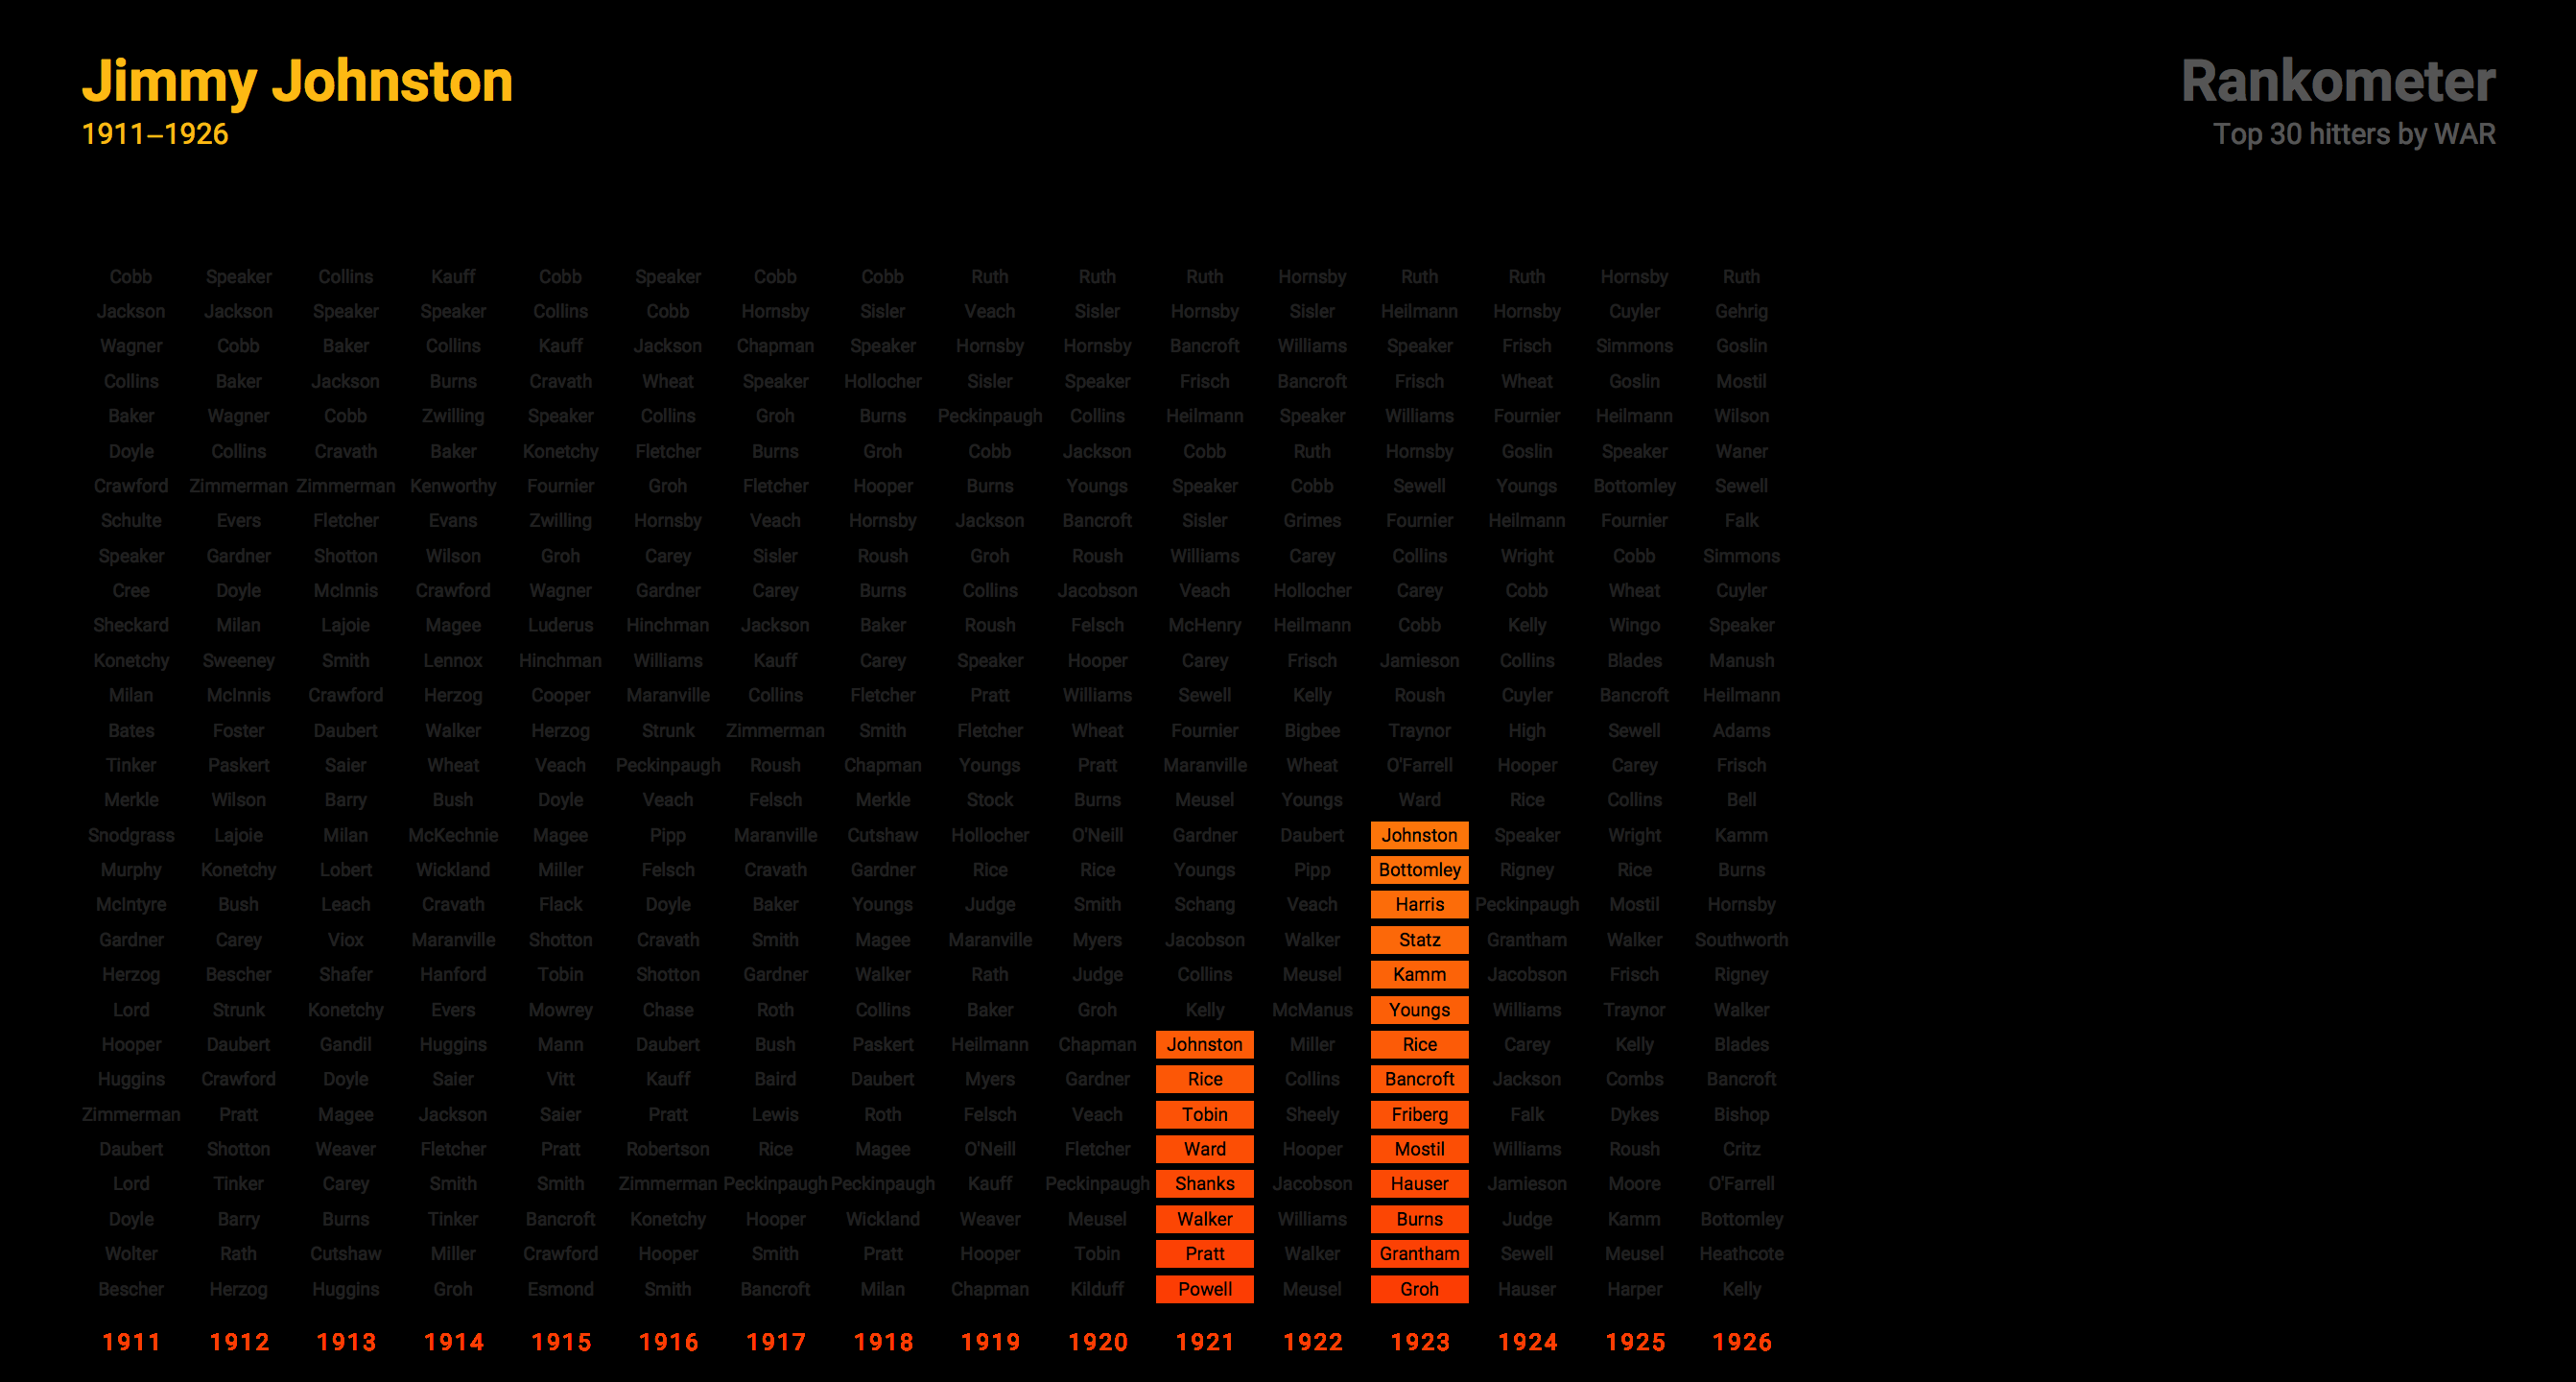 Jimmy Johnston
1911–1926
Rankometer
Top 30 hitters by WAR
Cobb Speaker Collins Kauff Cobb Speaker Cobb Cobb Ruth Ruth Ruth Hornsby Ruth Ruth Hornsby Ruth
Jackson Jackson Speaker Speaker Collins Cobb Hornsby Sisler Veach Sisler Hornsby Sisler Heilmann Hornsby Cuyler Gehrig
Wagner Cobb Baker Collins Kauff Jackson Chapman Speaker Hornsby Hornsby Bancroft Williams Speaker Frisch Simmons Goslin
Collins Baker Jackson Burns Cravath Wheat Speaker Hollocher Sisler Speaker Frisch Bancroft Frisch Wheat Goslin Mostil
Baker Wagner Cobb Zwilling Speaker Collins Groh Burns Peckinpaugh Collins Heilmann Speaker Williams Fournier Heilmann Wilson
Doyle Collins Cravath Baker Konetchy Fletcher Burns Groh Cobb Jackson Cobb Ruth Hornsby Goslin Speaker Waner
Crawford Zimmerman Zimmerman Kenworthy Fournier Groh Fletcher Hooper Burns Youngs Speaker Cobb Sewell Youngs Bottomley Sewell
Schulte Evers Fletcher Evans Zwilling Hornsby Veach Hornsby Jackson Bancroft Sisler Grimes Fournier Heilmann Fournier Falk
Speaker Gardner Shotton Wilson Groh Carey Sisler Roush Groh Roush Williams Carey Collins Wright Cobb Simmons
Cree Doyle McInnis Crawford Wagner Gardner Carey Burns Collins Jacobson Veach Hollocher Carey Cobb Wheat Cuyler
Sheckard Milan Lajoie Magee Luderus Hinchman Jackson Baker Roush Felsch McHenry Heilmann Cobb Kelly Wingo Speaker
Konetchy Sweeney Smith Lennox Hinchman Williams Kauff Carey Speaker Hooper Carey Frisch Jamieson Collins Blades Manush
Milan McInnis Crawford Herzog Cooper Maranville Collins Fletcher Pratt Williams Sewell Kelly Roush Cuyler Bancroft Heilmann
Bates Foster Daubert Walker Herzog Strunk Zimmerman Smith Fletcher Wheat Fournier Bigbee Traynor High Sewell Adams
Tinker Paskert Saier Wheat Veach Peckinpaugh Roush Chapman Youngs Pratt Maranville Wheat O'Farrell Hooper Carey Frisch
Merkle Wilson Barry Bush Doyle Veach Felsch Merkle Stock Burns Meusel Youngs Ward Rice Collins Bell
Snodgrass Lajoie Milan McKechnie Magee Pipp Maranville Cutshaw Hollocher O'Neill Gardner Daubert Johnston Speaker Wright Kamm
Murphy Konetchy Lobert Wickland Miller Felsch Cravath Gardner Rice Rice Youngs Pipp Bottomley Rigney Rice Burns
McIntyre Bush Leach Cravath Flack Doyle Baker Youngs Judge Smith Schang Veach Harris Peckinpaugh Mostil Hornsby
Gardner Carey Viox Maranville Shotton Cravath Smith Magee Maranville Myers Jacobson Walker Statz Grantham Walker Southworth
Herzog Bescher Shafer Hanford Tobin Shotton Gardner Walker Rath Judge Collins Meusel Kamm Jacobson Frisch Rigney
Lord Strunk Konetchy Evers Mowrey Chase Roth Collins Baker Groh Kelly McManus Youngs Williams Traynor Walker
Hooper Daubert Gandil Huggins Mann Daubert Bush Paskert Heilmann Chapman Johnston Miller Rice Carey Kelly Blades
Huggins Crawford Doyle Saier Vitt Kauff Baird Daubert Myers Gardner Rice Collins Bancroft Jackson Combs Bancroft
Zimmerman Pratt Magee Jackson Saier Pratt Lewis Roth Felsch Veach Tobin Sheely Friberg Falk Dykes Bishop
Daubert Shotton Weaver Fletcher Pratt Robertson Rice Magee O'Neill Fletcher Ward Hooper Mostil Williams Roush Critz
Lord Tinker Carey Smith Smith Zimmerman Peckinpaugh Peckinpaugh Kauff Peckinpaugh Shanks Jacobson Hauser Jamieson Moore O'Farrell
Doyle Barry Burns Tinker Bancroft Konetchy Hooper Wickland Weaver Meusel Walker Williams Burns Judge Kamm Bottomley
Wolter Rath Cutshaw Miller Crawford Hooper Smith Pratt Hooper Tobin Pratt Walker Grantham Sewell Meusel Heathcote
Bescher Herzog Huggins Groh Esmond Smith Bancroft Milan Chapman Kilduff Powell Meusel Groh Hauser Harper Kelly
1911 1912 1913 1914 1915 1916 1917 1918 1919 1920 1921 1922 1923 1924 1925 1926